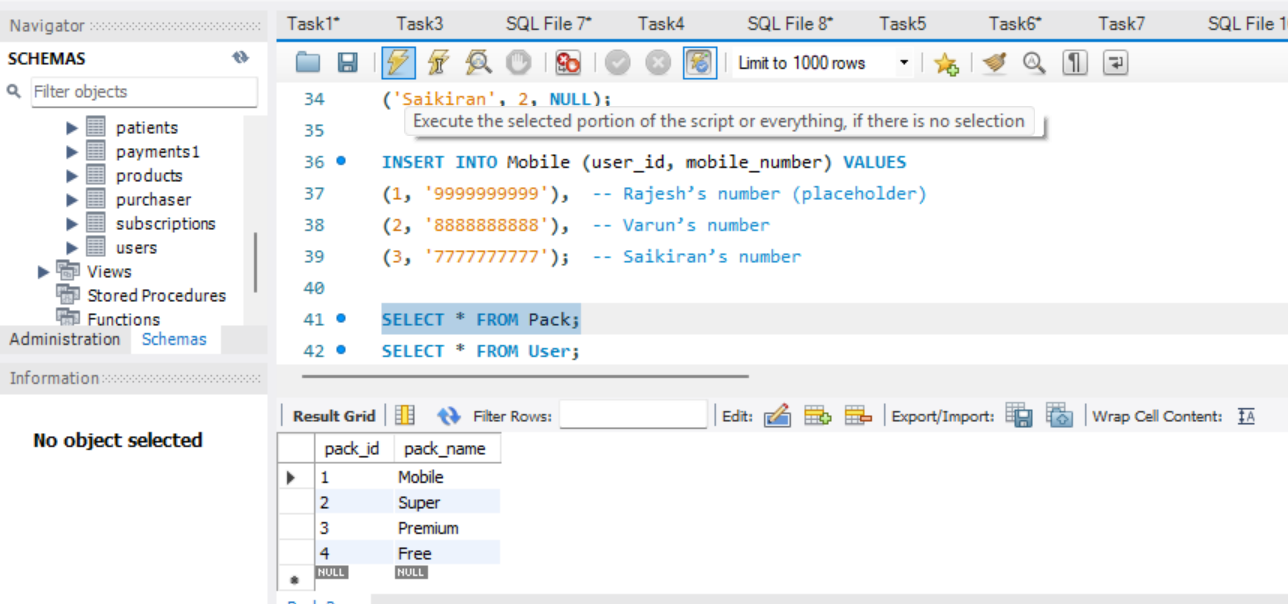 Navigator
Task1* Task3 SQL File 7* Task4 SQL File 8* Task5 Task6* Task7 SQL File 1
SCHEMAS
Limit to 1000 rows
Filter objects
patients
payments1
products
purchaser
subscriptions
users
Views
Stored Procedures
Functions
Administration Schemas
Information
No object selected
34 ('Saikiran', 2, NULL);
Execute the selected portion of the script or everything, if there is no selection
35
36 INSERT INTO Mobile (user_id, mobile_number) VALUES
37 (1, '9999999999'), -- Rajesh’s number (placeholder)
38 (2, '8888888888'), -- Varun’s number
39 (3, '7777777777'); -- Saikiran’s number
40
41 SELECT * FROM Pack;
42 SELECT * FROM User;
Result Grid Filter Rows: Edit: Export/Import: Wrap Cell Content: IA
pack_id pack_name
1 Mobile
2 Super
3 Premium
4 Free
NULL NULL